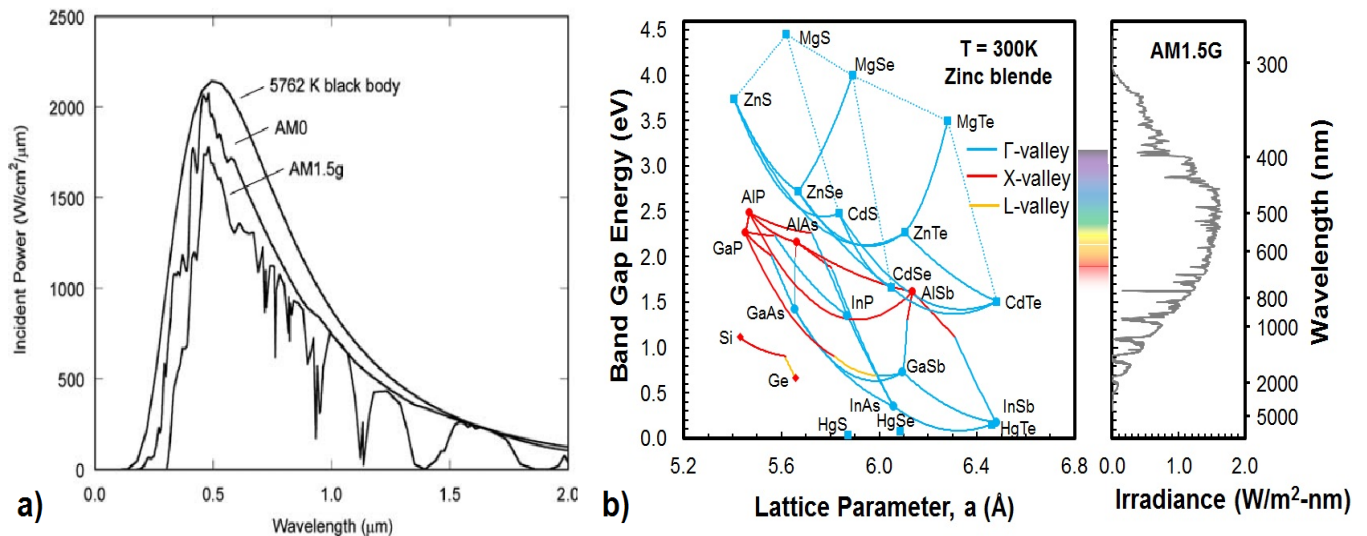 2500
2000
1500
1000
500
0
0.0
0.5
1.0
1.5
2.0
Incident Power (W/cm²/μm)
Wavelength (μm)
5762 K black body
AM0
AM1.5g
a)
b)
4.5
4.0
3.5
3.0
2.5
2.0
1.5
1.0
0.5
0.0
5.2
5.6
6.0
6.4
6.8
Band Gap Energy (eV)
Lattice Parameter, a (Å)
T = 300K
Zinc blende
Γ-valley
X-valley
L-valley
MgS
MgSe
ZnS
MgTe
ZnSe
CdS
AlP
AlAs
ZnTe
GaP
CdSe
AlSb
InP
CdTe
GaAs
Si
GaSb
Ge
InAs
InSb
HgS
HgSe
HgTe
AM1.5G
300
400
500
600
800
1000
2000
5000
Wavelength (nm)
0.0
1.0
2.0
Irradiance (W/m²-nm)